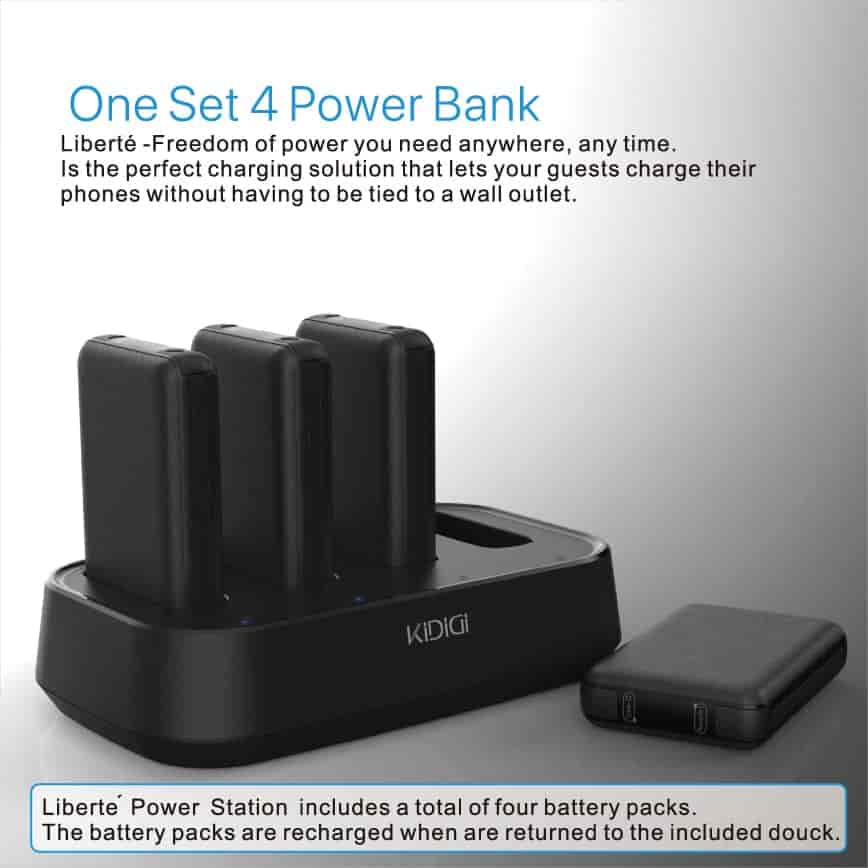 One Set 4 Power Bank
Liberté -Freedom of power you need anywhere, any time.
Is the perfect charging solution that lets your guests charge their
phones without having to be tied to a wall outlet.
KiDiGi
Liberte´ Power Station includes a total of four battery packs.
The battery packs are recharged when are returned to the included douck.